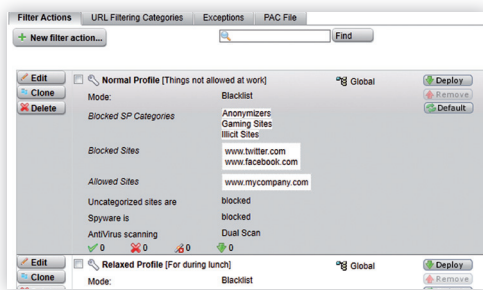 Filter Actions URL Filtering Categories Exceptions PAC File
New filter action... Find
Edit Normal Profile [Things not allowed at work] Global Deploy
Clone Mode: Blacklist Remove
Delete Blocked SP Categories Anonymizers Default
Gaming Sites
Illicit Sites
Blocked Sites www.twitter.com
www.facebook.com
Allowed Sites www.mycompany.com
Uncategorized sites are blocked
Spyware is blocked
AntiVirus scanning Dual Scan
0 0 0 0
Edit Relaxed Profile [For during lunch] Global Deploy
Clone Mode: Blacklist Remove